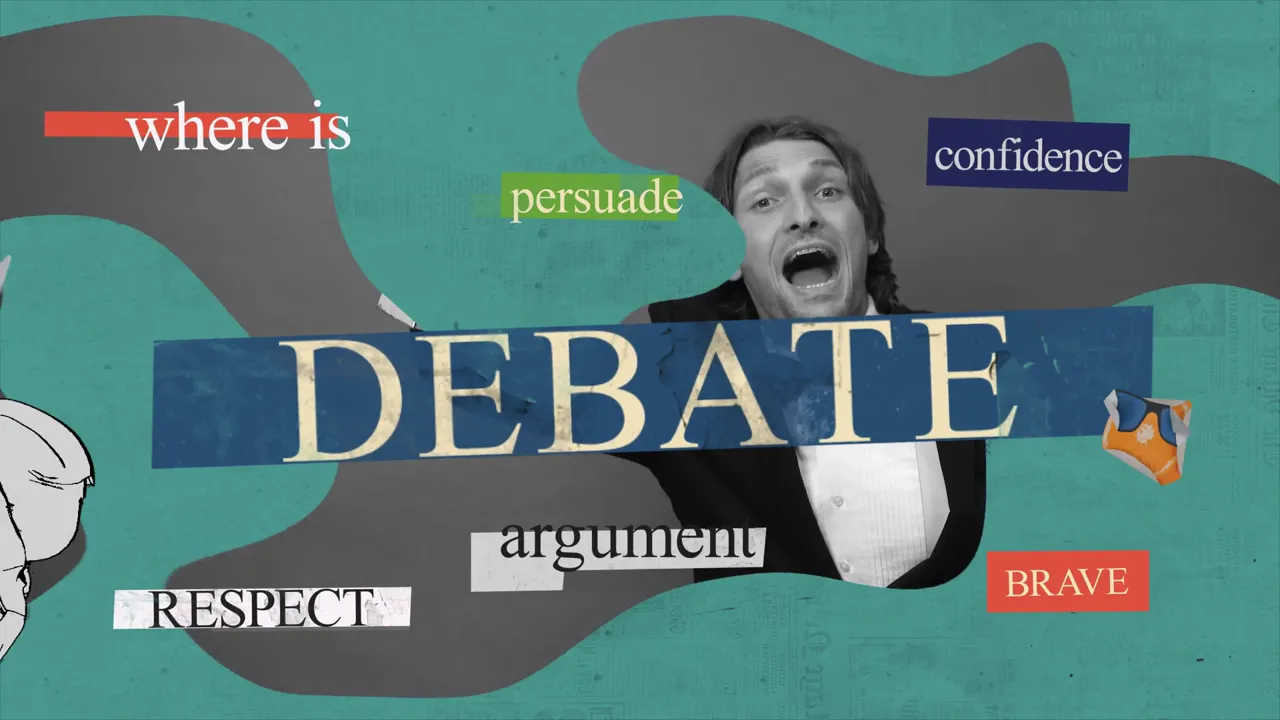 where is
confidence
persuade
DEBATE
argument
BRAVE
RESPECT